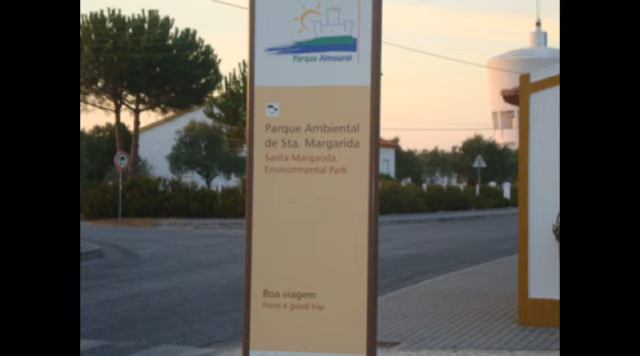 Parque Almourol
Parque Ambiental
de Sta. Margarida
Santa Margarida
Environmental Park
Boa viagem
Have a good trip